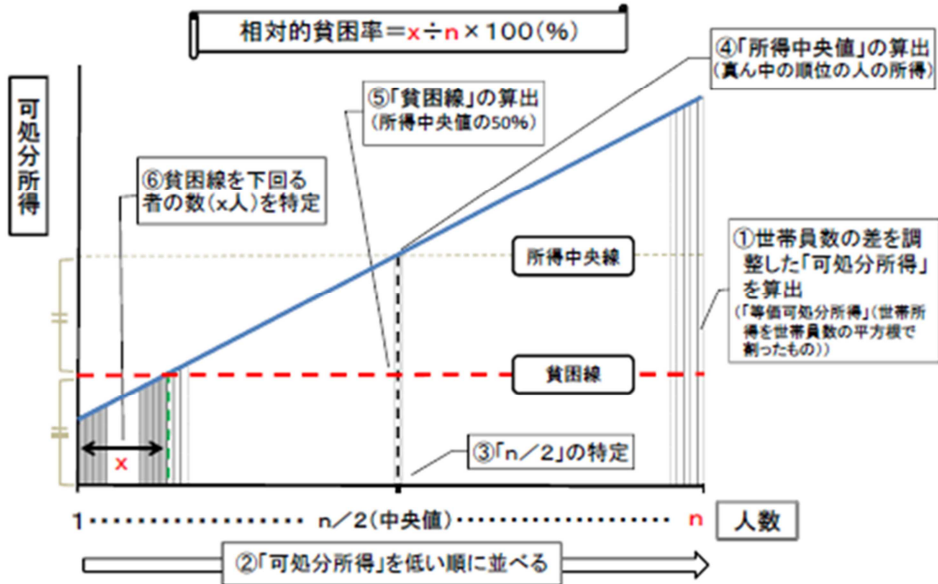 相対的貧困率=x÷n×100(%)
④「所得中央値」の算出
(真ん中の順位の人の所得)
⑤「貧困線」の算出
(所得中央値の50%)
可処分所得
⑥貧困線を下回る
者の数(x人)を特定
所得中央線
①世帯員数の差を調
整した「可処分所得」
を算出
(「等価可処分所得」(世帯所
得を世帯員数の平方根で
割ったもの))
貧困線
x
③「n/2」の特定
1・・・・・・・・・・・・・・・・・・・・・n/2(中央値)・・・・・・・・・・・・・・・・・・・・・n
人数
②「可処分所得」を低い順に並べる